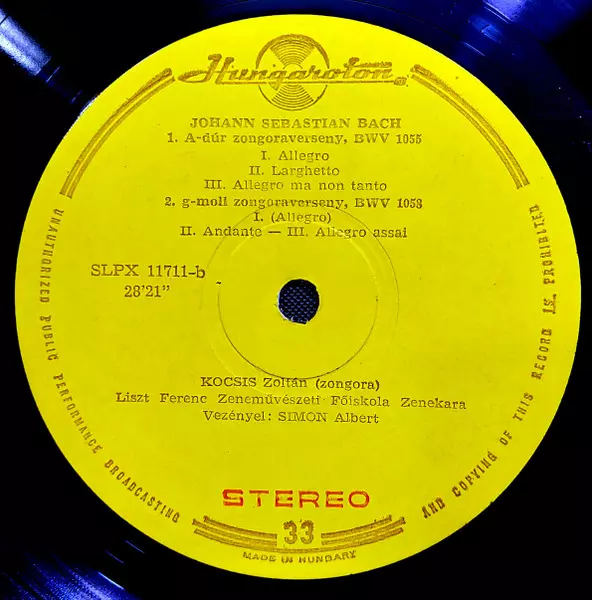 Hungaroton
JOHANN SEBASTIAN BACH
1. A-dúr zongoraverseny, BWV 1055
I. Allegro
II. Larghetto
III. Allegro ma non tanto
2. g-moll zongoraverseny, BWV 1058
I. (Allegro)
II. Andante — III. Allegro assai
SLPX 11711-b
28'21"
KOCSIS Zoltán (zongora)
Liszt Ferenc Zeneművészeti Főiskola Zenekara
Vezényel: SIMON Albert
STEREO
33
MADE IN HUNGARY
UNAUTHORIZED PUBLIC PERFORMANCE BROADCASTING AND COPYING OF THIS RECORD IS PROHIBITED